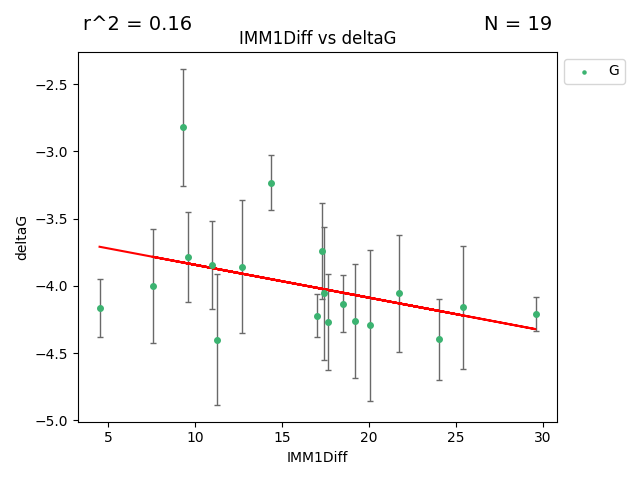 r^2 = 0.16
N = 19
IMM1Diff vs deltaG
G
−2.5
−3.0
−3.5
−4.0
−4.5
−5.0
deltaG
5 10 15 20 25 30
IMM1Diff